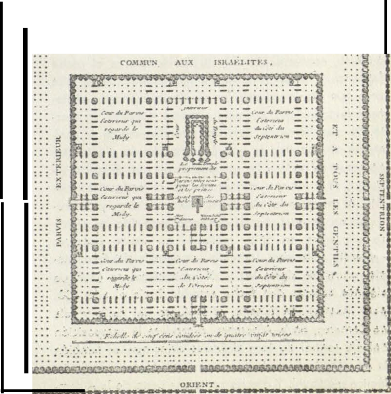 COMMUN AUX ISRAELITES,
Cour du Parvis
Exterieur qui
regarde le
Midy
Cour du Parvis
Exterieur
du Côté du
Septentrion
PARVIS EXTERIEUR
ET A TOUS LES GENTILS
SEPTENTRION
Cour du Parvis
Exterieur qui
regarde le
Midy
Cour du Parvis
Exterieur
du Côté du
Septentrion
Cour du Parvis
Exterieur qui
regarde le
Midy
Cour du Parvis
Exterieur
du Côté
de l'Orient
Cour du Parvis
Exterieur
du Côté du
Septentrion
Echelle de cinq cens coudées ou de quatre vingt
ORIENT.